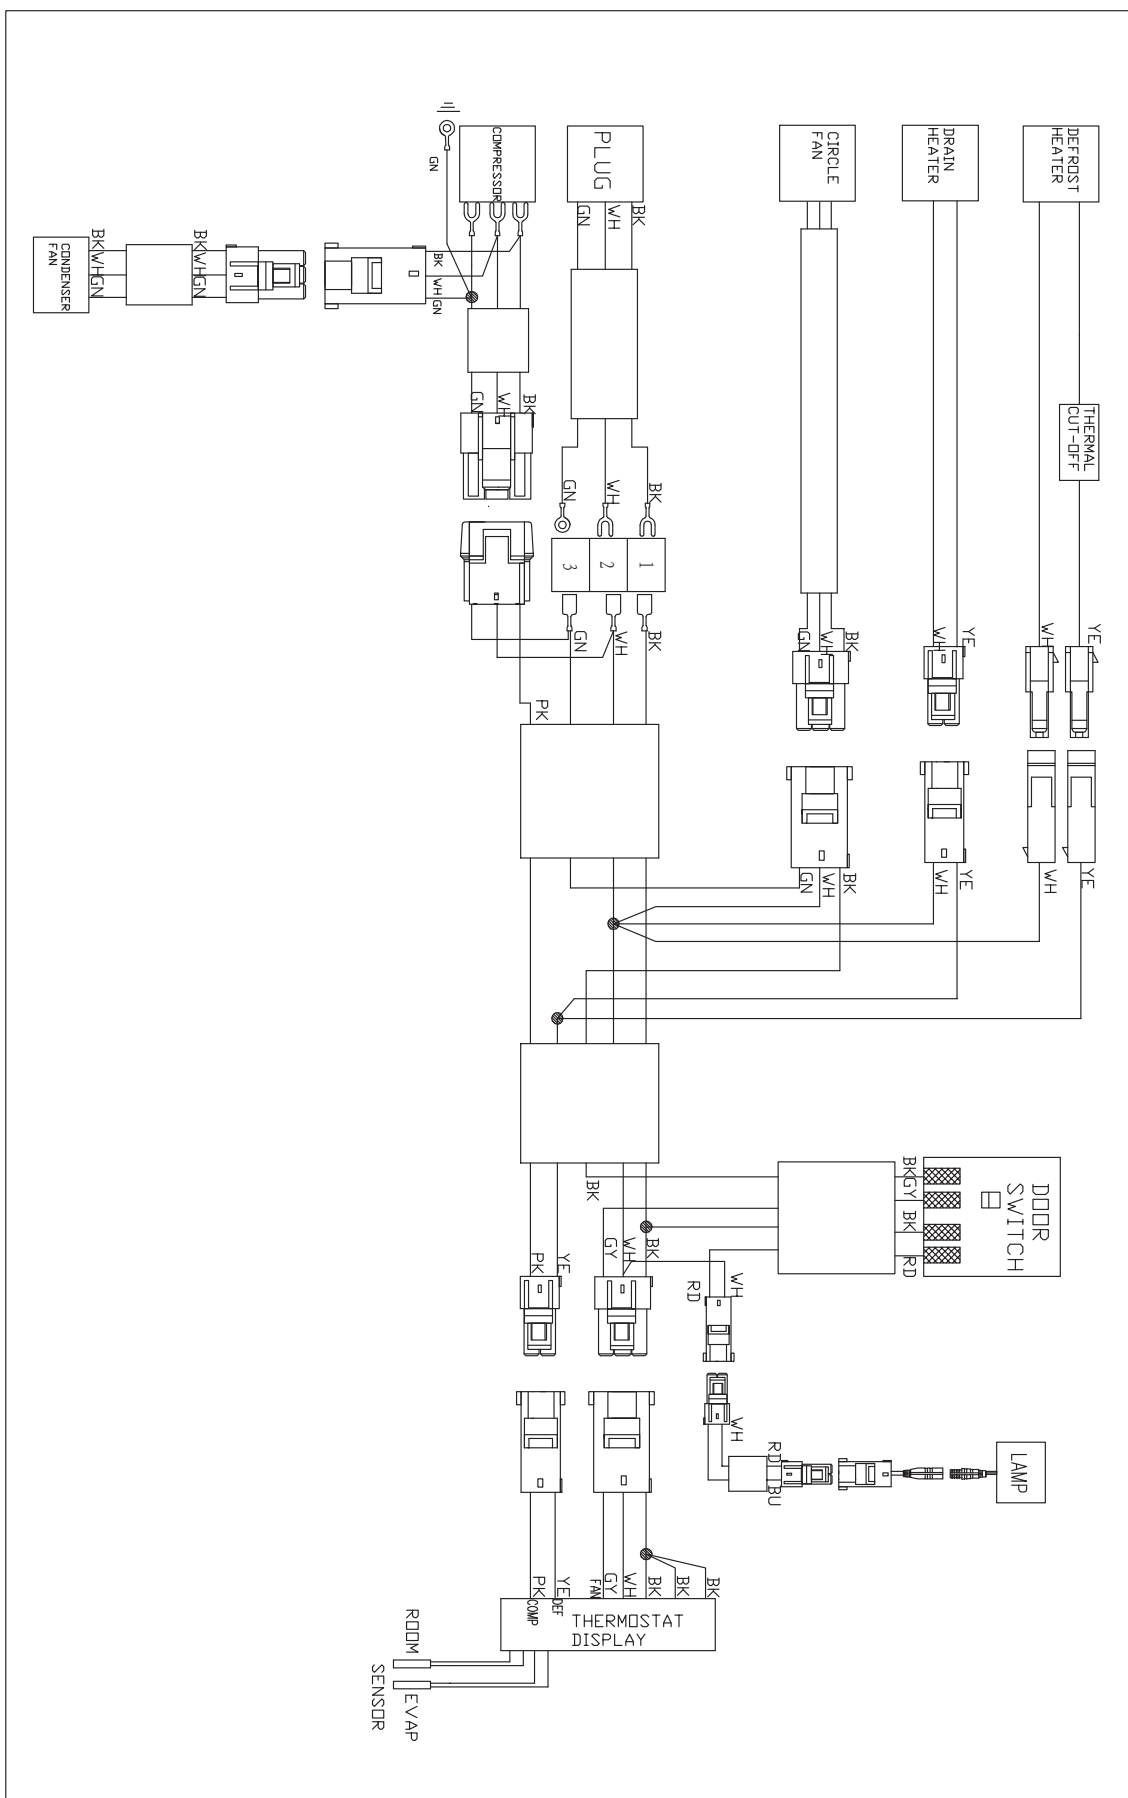 GN
COMPRESSOR
PLUG
CIRCLE
FAN
DRAIN
HEATER
DEFROST
HEATER
GN
WH
BK
CONDENSER
FAN
BK
WH
GN
BK
WH
GN
BK
WH
GN
GN
WH
BK
THERMAL
CUT-OFF
GN
WH
BK
3
2
1
GN
WH
BK
GN
WH
BK
WH
YE
WH
YE
PK
GN
WH
BK
WH
YE
WH
YE
BK
GY
BK
RD
DOOR
SWITCH
BK
PK
YE
GY
WH
BK
RD
WH
WH
RD
BU
LAMP
PK
YE
GY
WH
BK
BK
BK
COMP
DEF
FAN
THERMOSTAT
DISPLAY
ROOM
SENSOR
EVAP